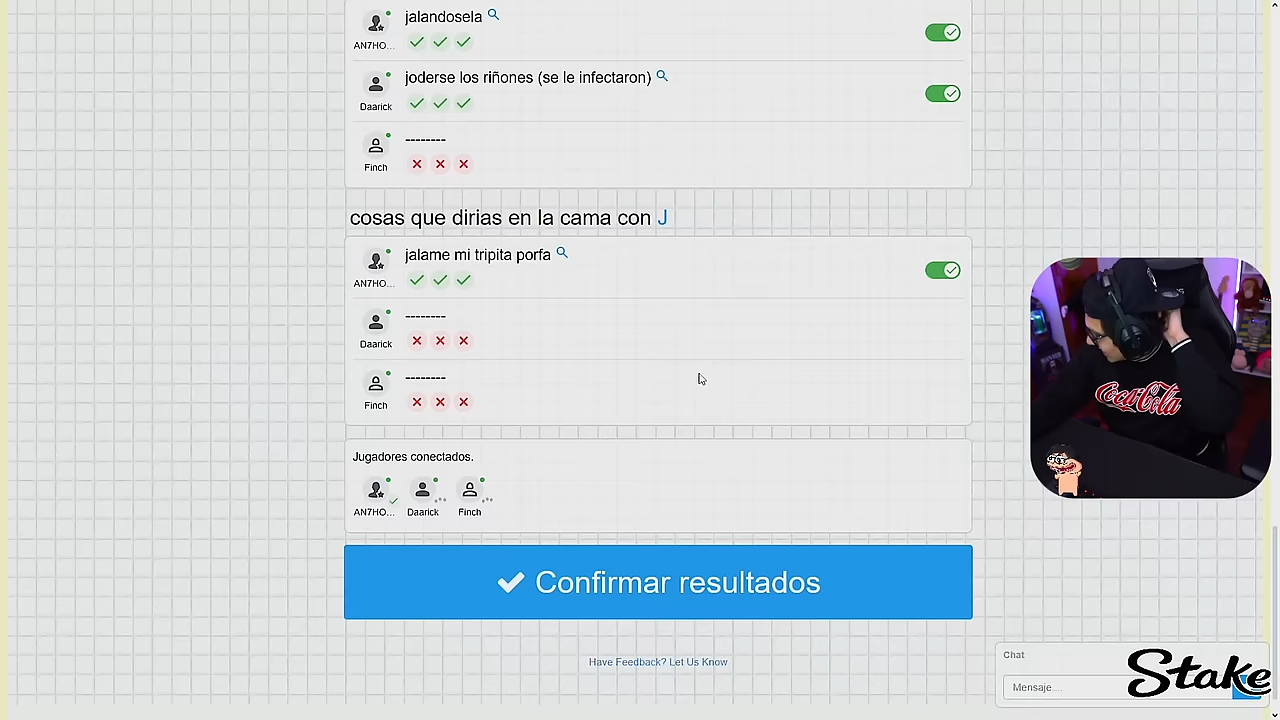 jalandosela
AN7HO...
joderse los riñones (se le infectaron)
Daarick
--------
Finch
cosas que dirias en la cama con J
jalame mi tripita porfa
AN7HO...
--------
Daarick
--------
Finch
Jugadores conectados.
AN7HO... Daarick Finch
Confirmar resultados
Have Feedback? Let Us Know
Chat
Mensaje....
Stake
Coca-Cola